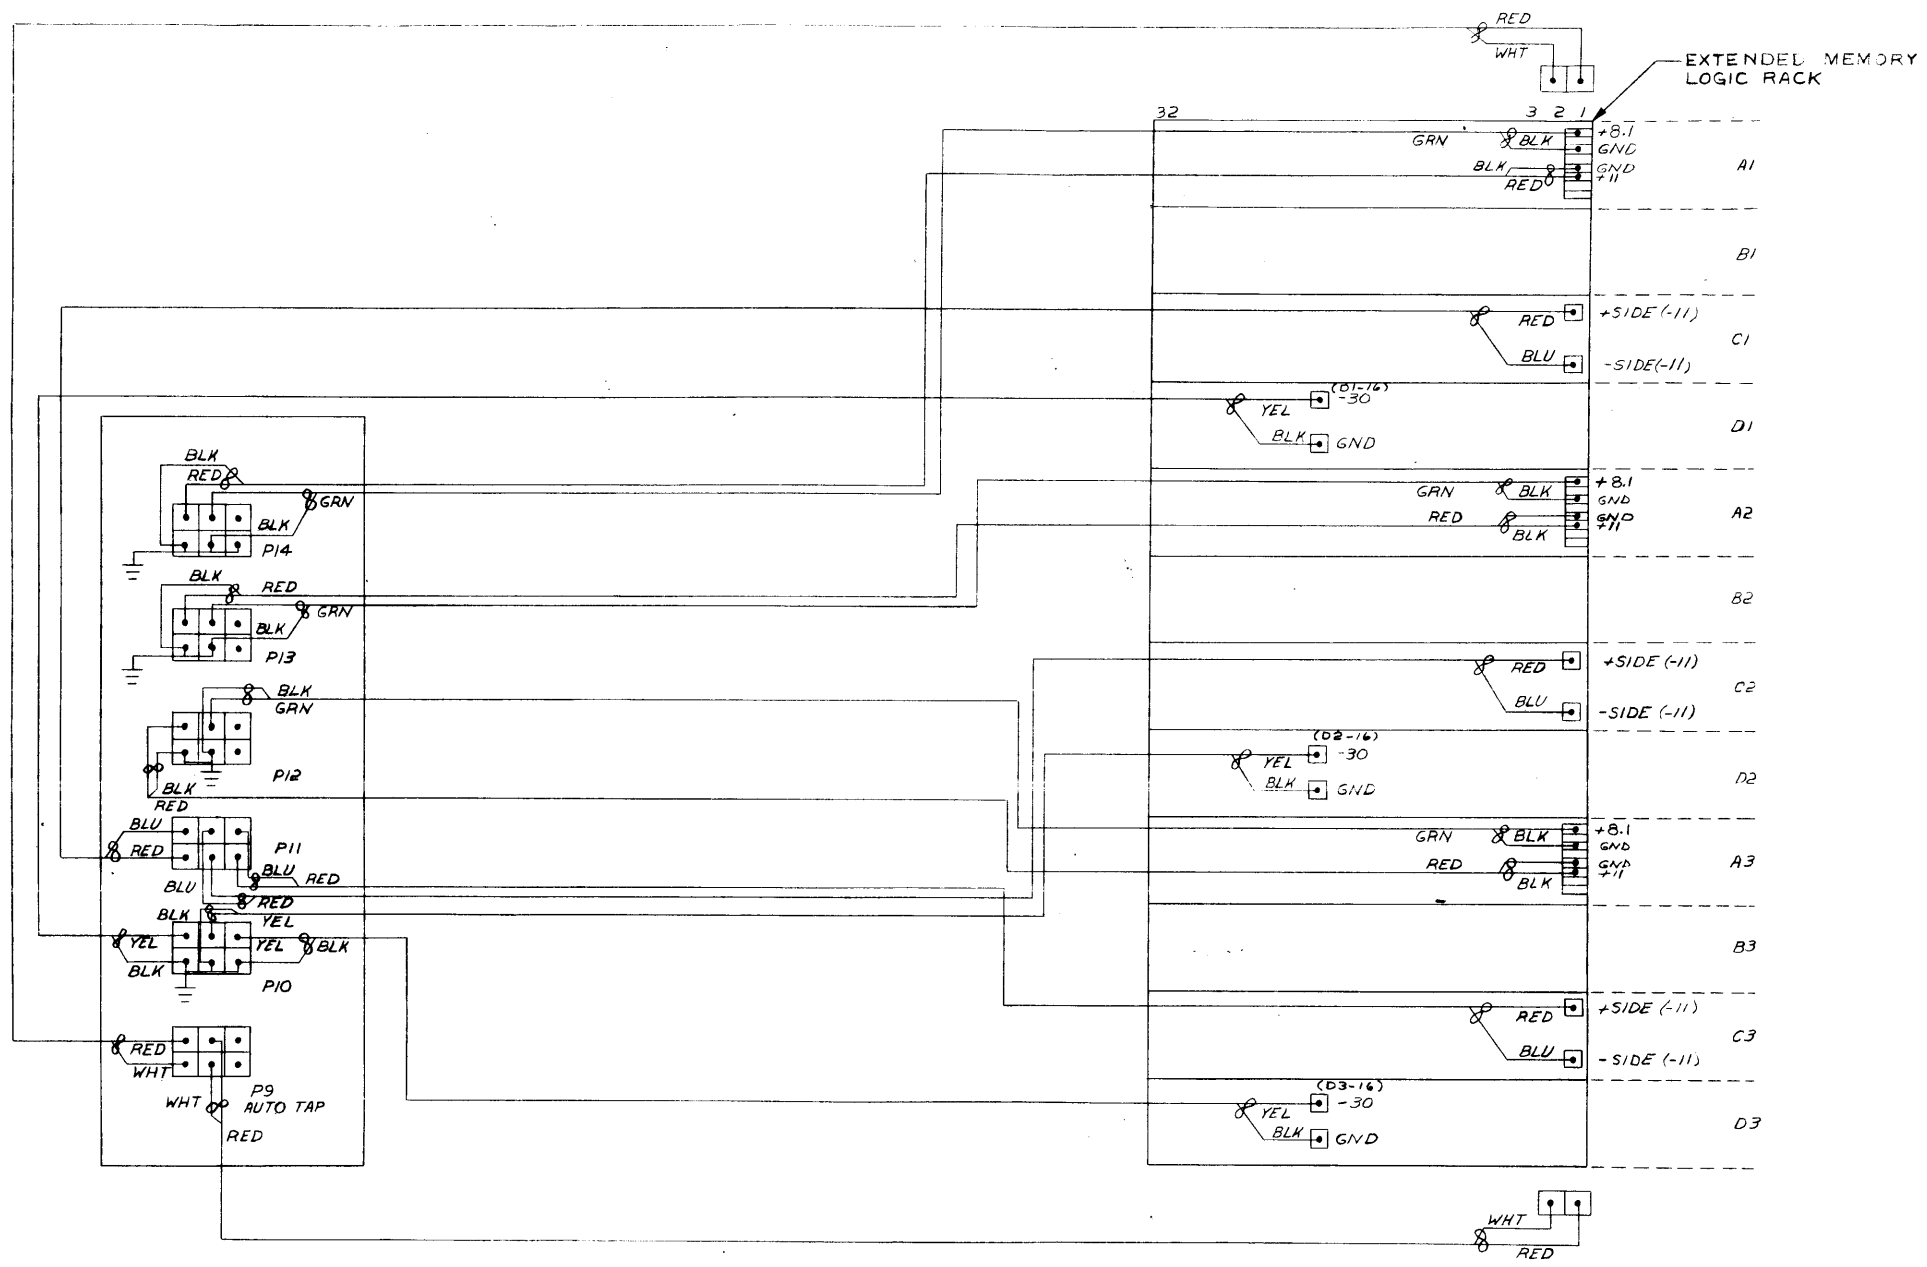 RED
WHT
EXTENDED MEMORY
LOGIC RACK
32 3 2 1
GRN BLK +8.1
GND
BLK GND
RED +11
A1
B1
RED +SIDE (-11)
C1
BLU -SIDE (-11)
(D1-16)
YEL -30
BLK GND
D1
BLK
RED
GRN
BLK
P14
GRN BLK +8.1
GND
RED GND
BLK +11
A2
BLK RED
GRN
BLK
P13
B2
RED +SIDE (-11)
C2
BLU -SIDE (-11)
BLK
GRN
P12
BLK
RED
(D2-16)
YEL -30
BLK GND
D2
BLU
RED
P11
BLU RED
BLU
RED
GRN BLK +8.1
GND
RED GND
BLK +11
A3
BLK YEL
YEL YEL BLK
BLK
P10
B3
RED +SIDE (-11)
C3
BLU -SIDE (-11)
RED
WHT
P9
WHT AUTO TAP
RED
(D3-16)
YEL -30
BLK GND
D3
WHT
RED